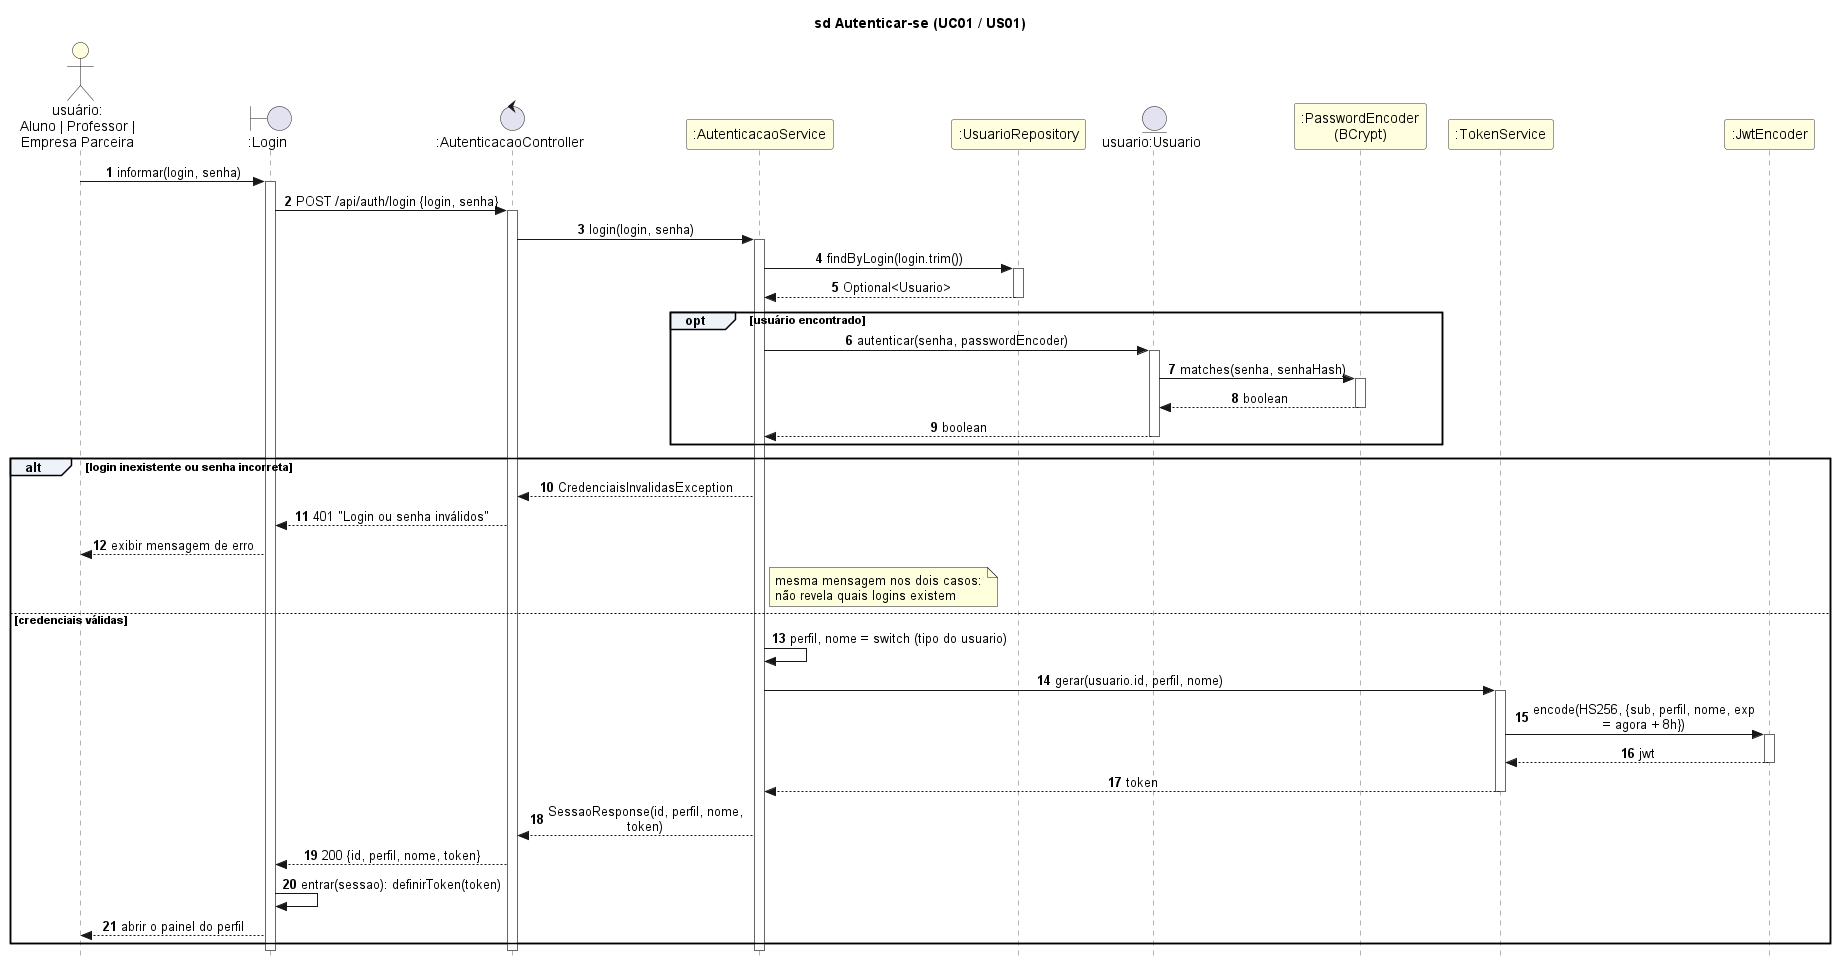 sd Autenticar-se (UC01 / US01)
usuário:
Aluno | Professor |
Empresa Parceira
:Login
:AutenticacaoController
:AutenticacaoService
:UsuarioRepository
usuario:Usuario
:PasswordEncoder
(BCrypt)
:TokenService
:JwtEncoder
1 informar(login, senha)
2 POST /api/auth/login {login, senha}
3 login(login, senha)
4 findByLogin(login.trim())
5 Optional<Usuario>
opt [usuário encontrado]
6 autenticar(senha, passwordEncoder)
7 matches(senha, senhaHash)
8 boolean
9 boolean
alt [login inexistente ou senha incorreta]
10 CredenciaisInvalidasException
11 401 "Login ou senha inválidos"
12 exibir mensagem de erro
mesma mensagem nos dois casos:
não revela quais logins existem
[credenciais válidas]
13 perfil, nome = switch (tipo do usuario)
14 gerar(usuario.id, perfil, nome)
15 encode(HS256, {sub, perfil, nome, exp
= agora + 8h})
16 jwt
17 token
18 SessaoResponse(id, perfil, nome,
token)
19 200 {id, perfil, nome, token}
20 entrar(sessao): definirToken(token)
21 abrir o painel do perfil